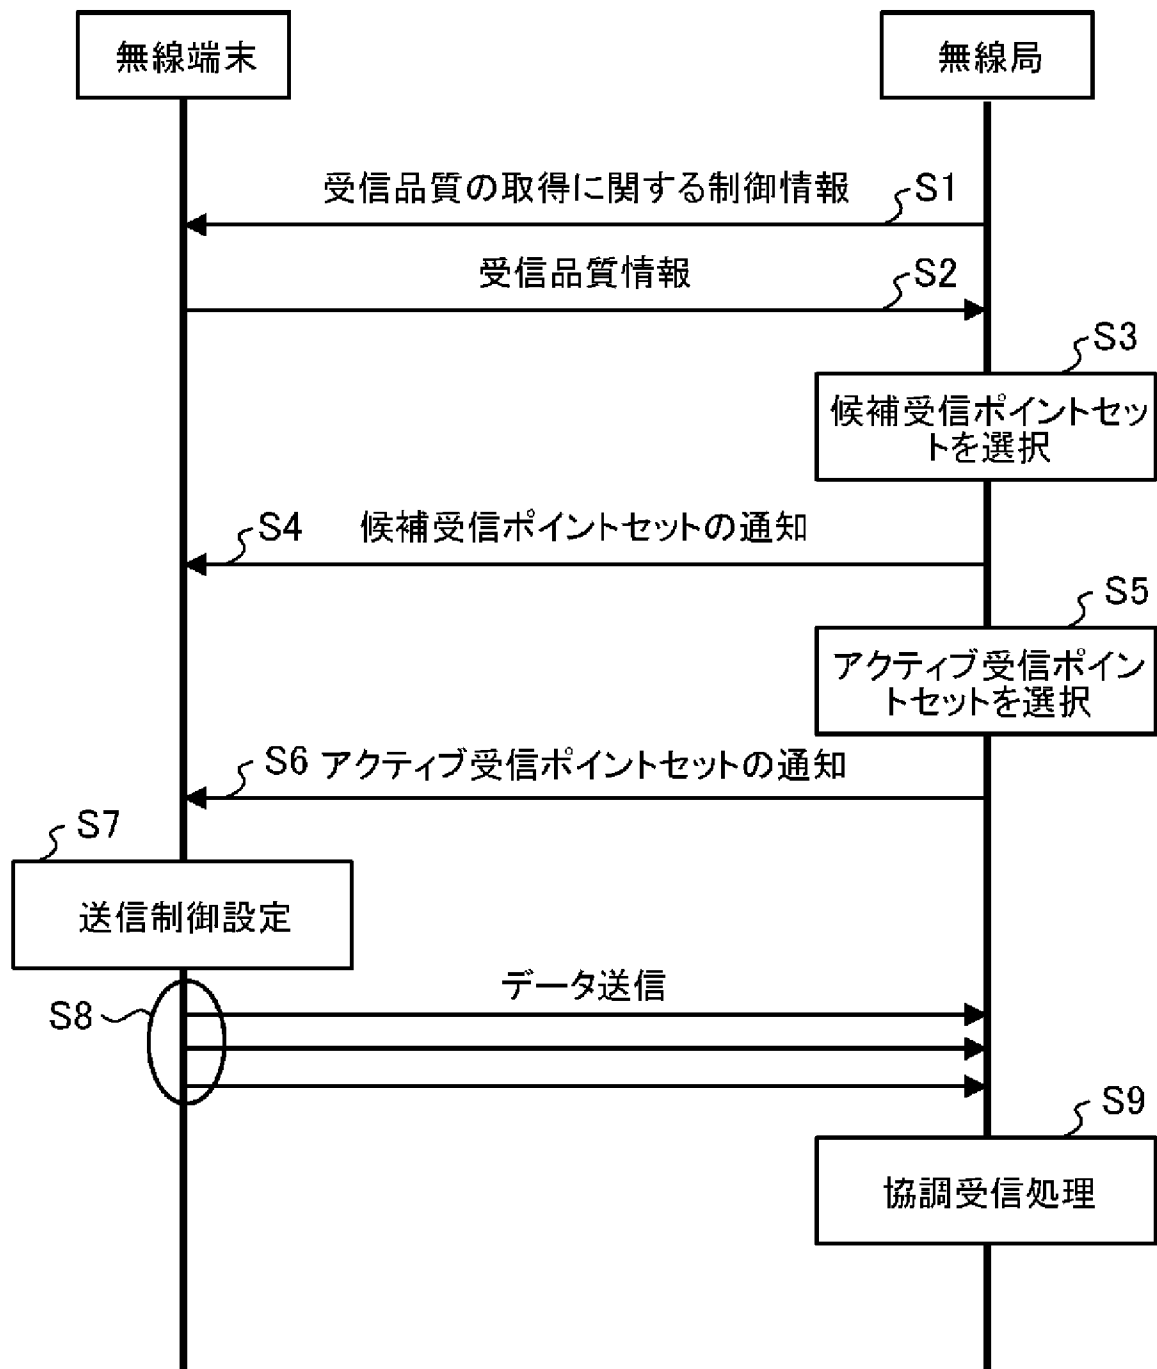 無線端末
無線局
受信品質の取得に関する制御情報
S1
受信品質情報
S2
S3
候補受信ポイントセッ
トを選択
S4
候補受信ポイントセットの通知
S5
アクティブ受信ポイン
トセットを選択
S6 アクティブ受信ポイントセットの通知
S7
送信制御設定
データ送信
S8
S9
協調受信処理